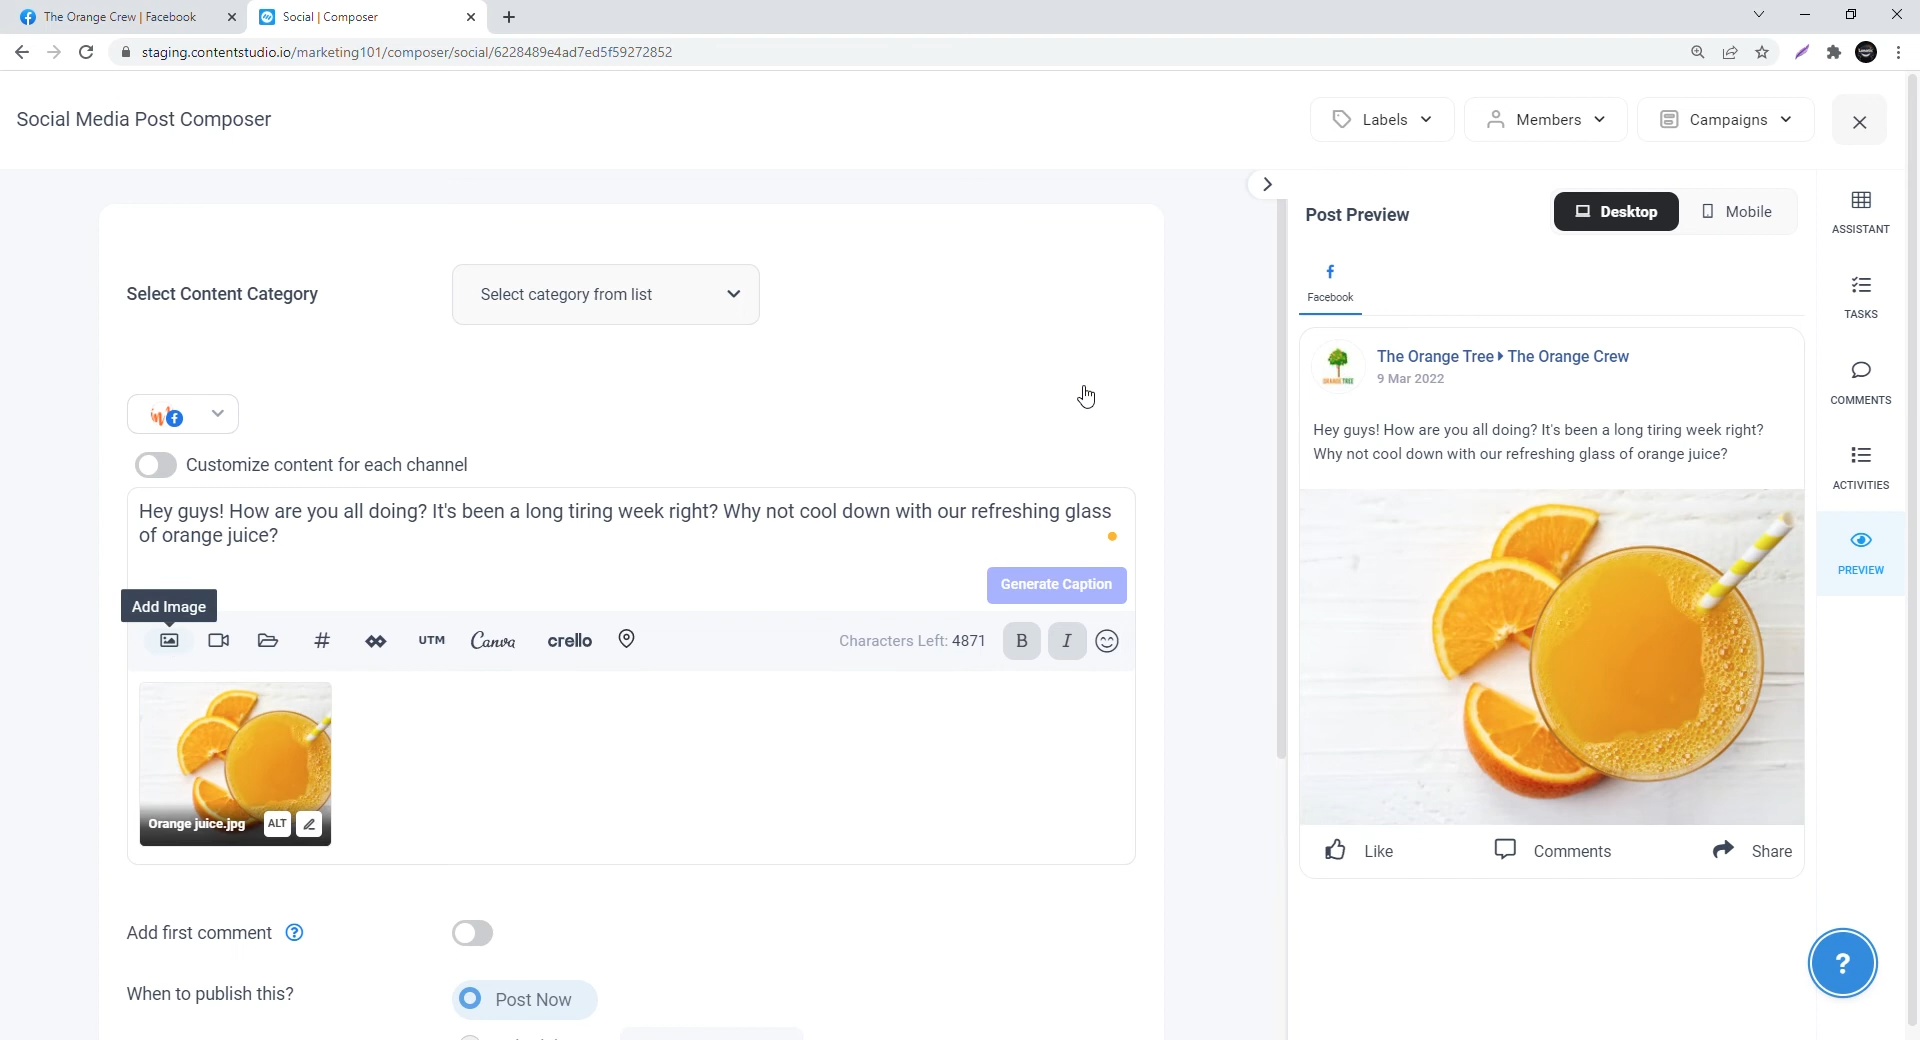 The Orange Crew | Facebook
Social | Composer
staging.contentstudio.io/marketing101/composer/social/6228489e4ad7ed5f59272852
Social Media Post Composer
Labels
Members
Campaigns
Post Preview
Desktop
Mobile
ASSISTANT
Select Content Category
Select category from list
Facebook
TASKS
The Orange Tree The Orange Crew
9 Mar 2022
ORANGE TREE
COMMENTS
Hey guys! How are you all doing? It's been a long tiring week right?
Why not cool down with our refreshing glass of orange juice?
Customize content for each channel
ACTIVITIES
Hey guys! How are you all doing? It's been a long tiring week right? Why not cool down with our refreshing glass
of orange juice?
PREVIEW
Generate Caption
Add Image
#
UTM
Canva
crello
Characters Left: 4871
B
I
Orange juice.jpg
ALT
Like
Comments
Share
Add first comment ?
?
When to publish this?
Post Now